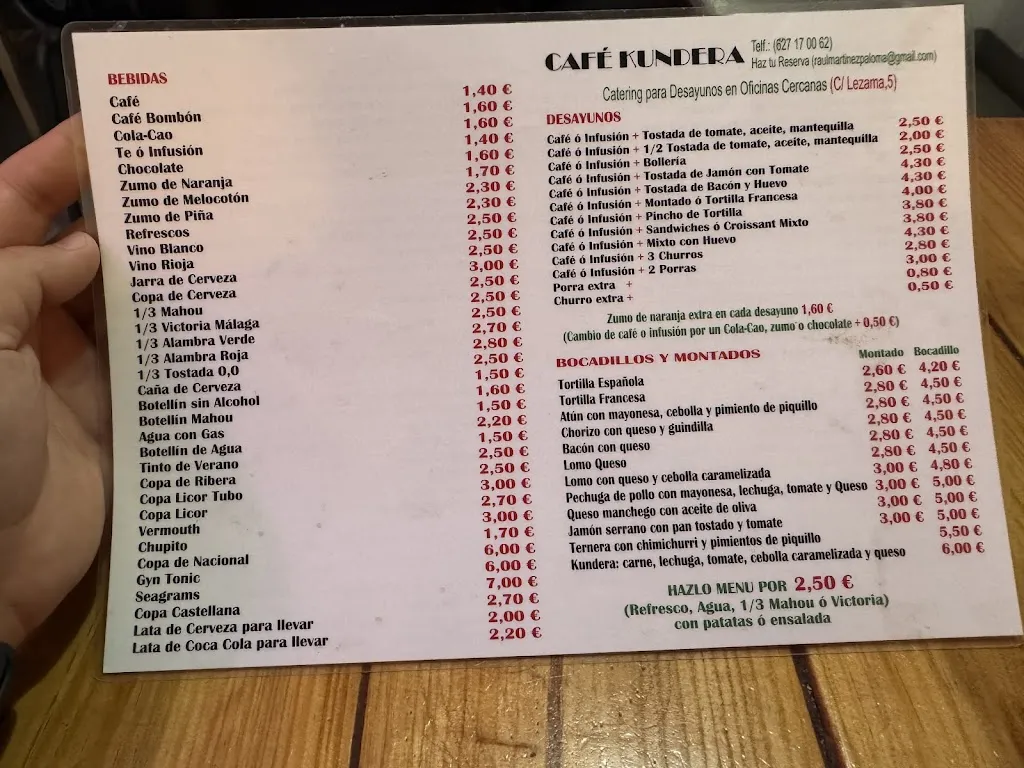 BEBIDAS
Café 1,40 €
Café Bombón 1,60 €
Cola-Cao 1,60 €
Te ó Infusión 1,40 €
Chocolate 1,60 €
Zumo de Naranja 1,70 €
Zumo de Melocotón 2,30 €
Zumo de Piña 2,30 €
Refrescos 2,50 €
Vino Blanco 2,50 €
Vino Rioja 2,50 €
Jarra de Cerveza 3,00 €
Copa de Cerveza 2,50 €
1/3 Mahou 2,50 €
1/3 Victoria Málaga 2,50 €
1/3 Alambra Verde 2,70 €
1/3 Alambra Roja 2,80 €
1/3 Tostada 0,0 2,50 €
Caña de Cerveza 1,50 €
Botellín sin Alcohol 1,60 €
Botellín Mahou 1,50 €
Agua con Gas 2,20 €
Botellín de Agua 1,50 €
Tinto de Verano 2,50 €
Copa de Ribera 2,50 €
Copa Licor Tubo 3,00 €
Copa Licor 2,70 €
Vermouth 3,00 €
Chupito 1,70 €
Copa de Nacional 6,00 €
Gyn Tonic 6,00 €
Seagrams 7,00 €
Copa Castellana 2,70 €
Lata de Cerveza para llevar 2,00 €
Lata de Coca Cola para llevar 2,20 €
CAFÉ KUNDERA
Telf.: (627 17 00 62)
Haz tu Reserva (raulmartinezpaloma@gmail.com)
Catering para Desayunos en Oficinas Cercanas (C/ Lezama,5)
DESAYUNOS
Café ó Infusión + Tostada de tomate, aceite, mantequilla 2,50 €
Café ó Infusión + 1/2 Tostada de tomate, aceite, mantequilla 2,00 €
Café ó Infusión + Bollería 2,50 €
Café ó Infusión + Tostada de Jamón con Tomate 4,30 €
Café ó Infusión + Tostada de Bacón y Huevo 4,30 €
Café ó Infusión + Montado ó Tortilla Francesa 4,00 €
Café ó Infusión + Pincho de Tortilla 3,80 €
Café ó Infusión + Sandwiches ó Croissant Mixto 3,80 €
Café ó Infusión + Mixto con Huevo 4,30 €
Café ó Infusión + 3 Churros 2,80 €
Café ó Infusión + 2 Porras 3,00 €
Porra extra + 0,80 €
Churro extra + 0,50 €
Zumo de naranja extra en cada desayuno 1,60 €
(Cambio de café o infusión por un Cola-Cao, zumo o chocolate + 0,50 €)
BOCADILLOS Y MONTADOS Montado Bocadillo
Tortilla Española 2,60 € 4,20 €
Tortilla Francesa 2,80 € 4,50 €
Atún con mayonesa, cebolla y pimiento de piquillo 2,80 € 4,50 €
Chorizo con queso y guindilla 2,80 € 4,50 €
Bacón con queso 2,80 € 4,50 €
Lomo Queso 2,80 € 4,50 €
Lomo con queso y cebolla caramelizada 3,00 € 4,80 €
Pechuga de pollo con mayonesa, lechuga, tomate y Queso 3,00 € 5,00 €
Queso manchego con aceite de oliva 3,00 € 5,00 €
Jamón serrano con pan tostado y tomate 3,00 € 5,00 €
Ternera con chimichurri y pimientos de piquillo 5,50 €
Kundera: carne, lechuga, tomate, cebolla caramelizada y queso 6,00 €
HAZLO MENU POR 2,50 €
(Refresco, Agua, 1/3 Mahou ó Victoria)
con patatas ó ensalada